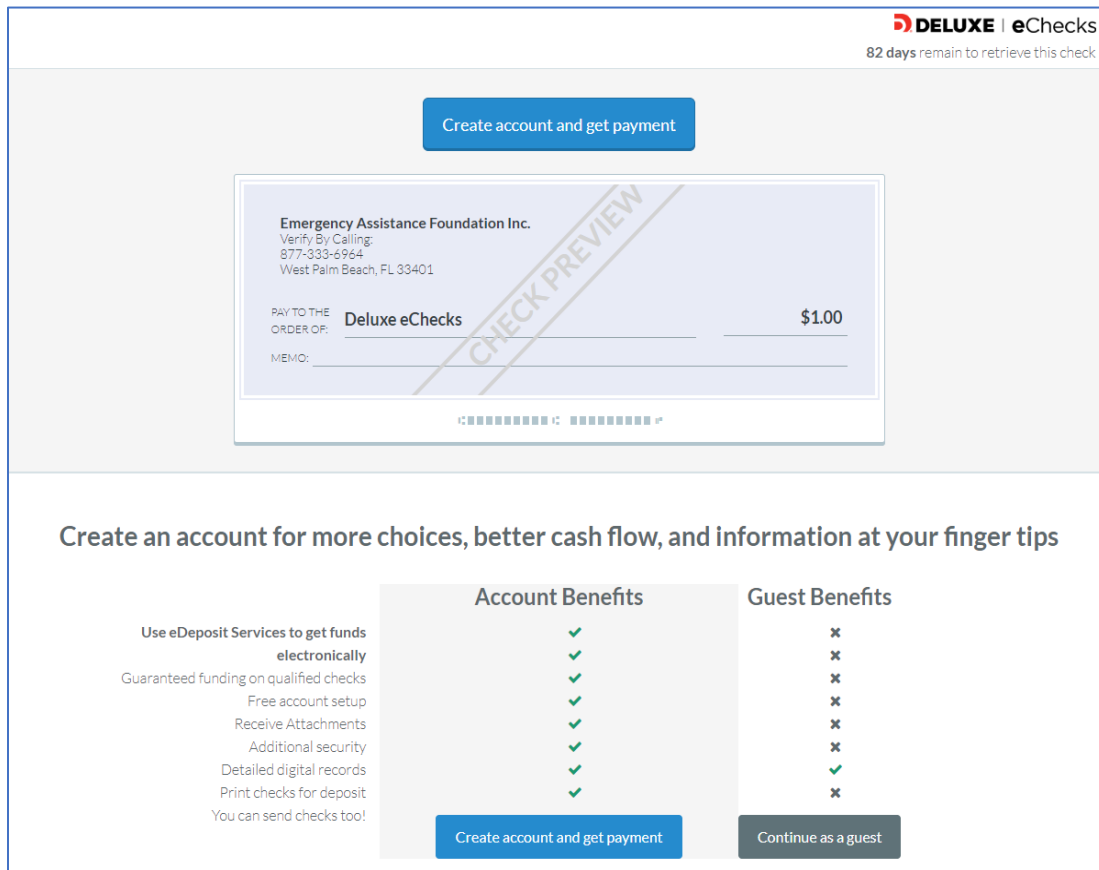 DELUXE | eChecks
82 days remain to retrieve this check
Create account and get payment
CHECK PREVIEW
Emergency Assistance Foundation Inc.
Verify By Calling:
877-333-6964
West Palm Beach, FL 33401
PAY TO THE
ORDER OF:
Deluxe eChecks
$1.00
MEMO:
Create an account for more choices, better cash flow, and information at your finger tips
Account Benefits
Guest Benefits
Use eDeposit Services to get funds
electronically
Guaranteed funding on qualified checks
Free account setup
Receive Attachments
Additional security
Detailed digital records
Print checks for deposit
You can send checks too!
Create account and get payment
Continue as a guest